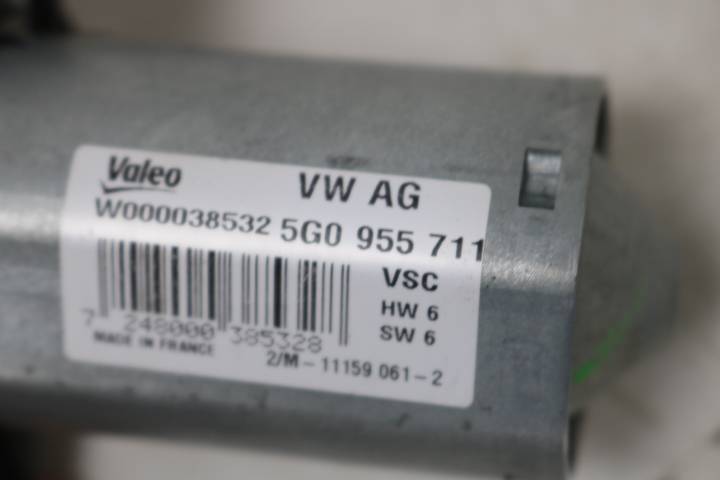 Valeo
VW AG
W000038532 5G0 955 711
VSC
HW 6
SW 6
7 248000 385328
MADE IN FRANCE
2/M - 11159 061 - 2